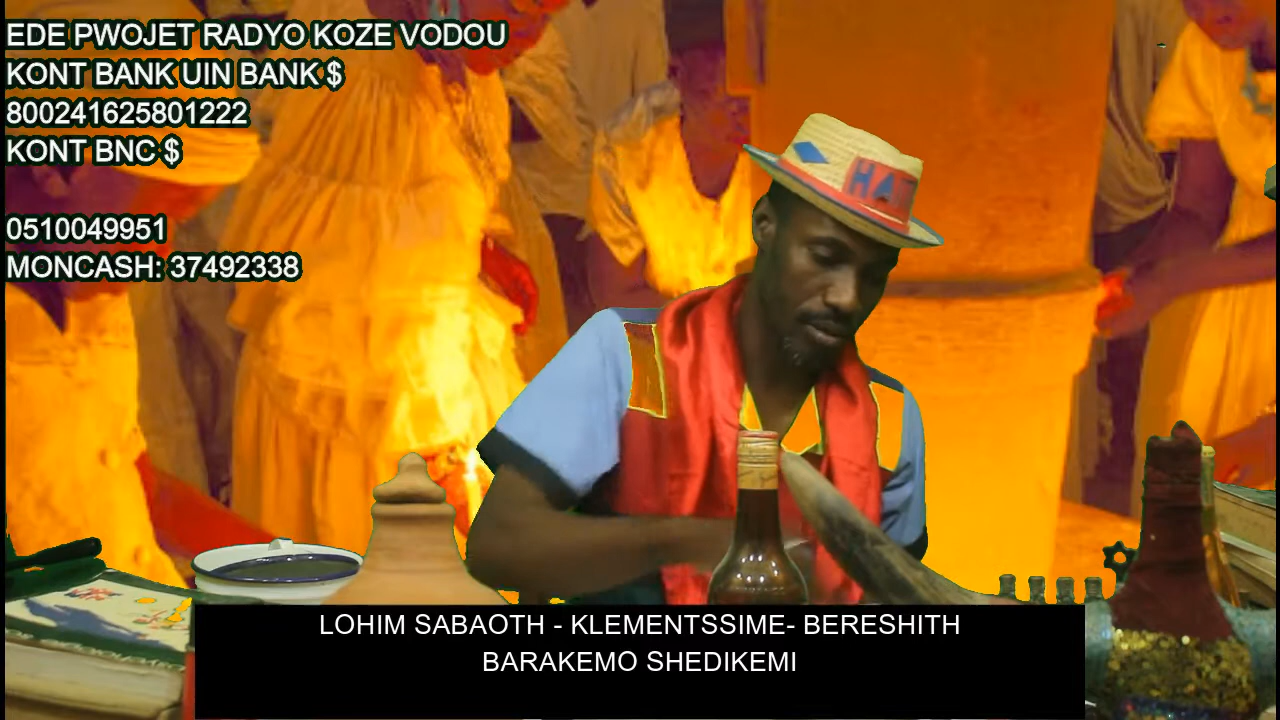 EDE PWOJET RADYO KOZE VODOU
KONT BANK UIN BANK $
800241625801222
KONT BNC $
0510049951
MONCASH: 37492338
LOHIM SABAOTH - KLEMENTSSIME- BERESHITH
BARAKEMO SHEDIKEMI